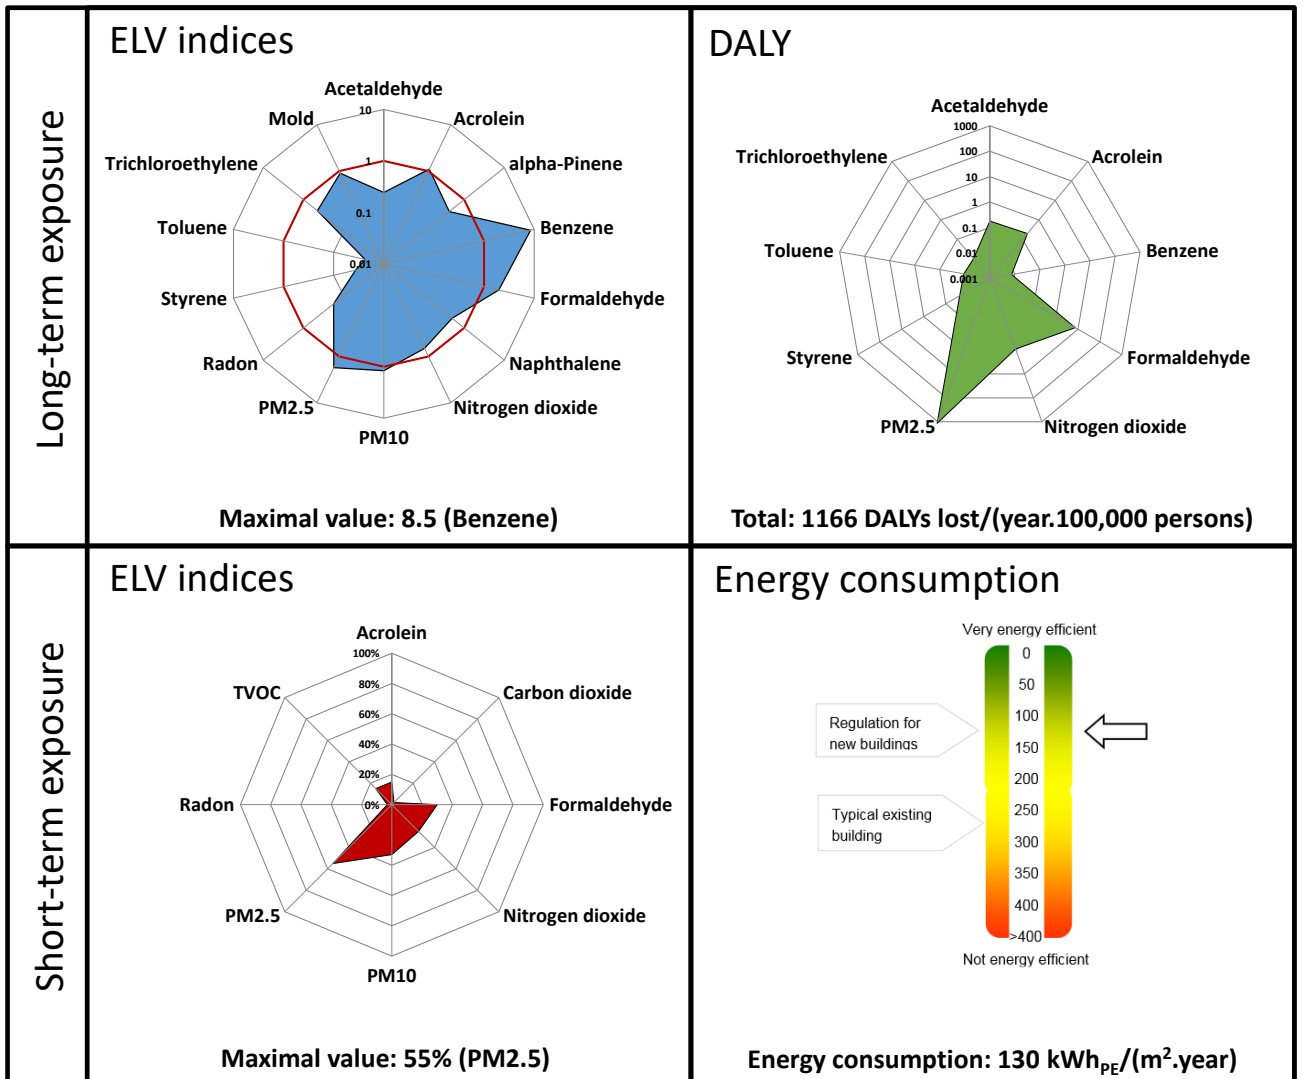 Long-term exposure
ELV indices
Acetaldehyde
10
Mold
Acrolein
Trichloroethylene
1
alpha-Pinene
0.1
Toluene
Benzene
0.01
Styrene
Formaldehyde
Radon
Naphthalene
PM2.5
Nitrogen dioxide
PM10
Maximal value: 8.5 (Benzene)
DALY
Acetaldehyde
1000
Trichloroethylene
100
Acrolein
10
1
0.1
Toluene
0.01
Benzene
0.001
Styrene
Formaldehyde
PM2.5
Nitrogen dioxide
Total: 1166 DALYs lost/(year.100,000 persons)
Short-term exposure
ELV indices
Acrolein
100%
TVOC
80%
Carbon dioxide
60%
40%
20%
Radon
0%
Formaldehyde
PM2.5
Nitrogen dioxide
PM10
Maximal value: 55% (PM2.5)
Energy consumption
Very energy efficient
0
50
100
Regulation for
new buildings
150
200
250
Typical existing
building
300
350
400
>400
Not energy efficient
Energy consumption: 130 kWhPE/(m².year)